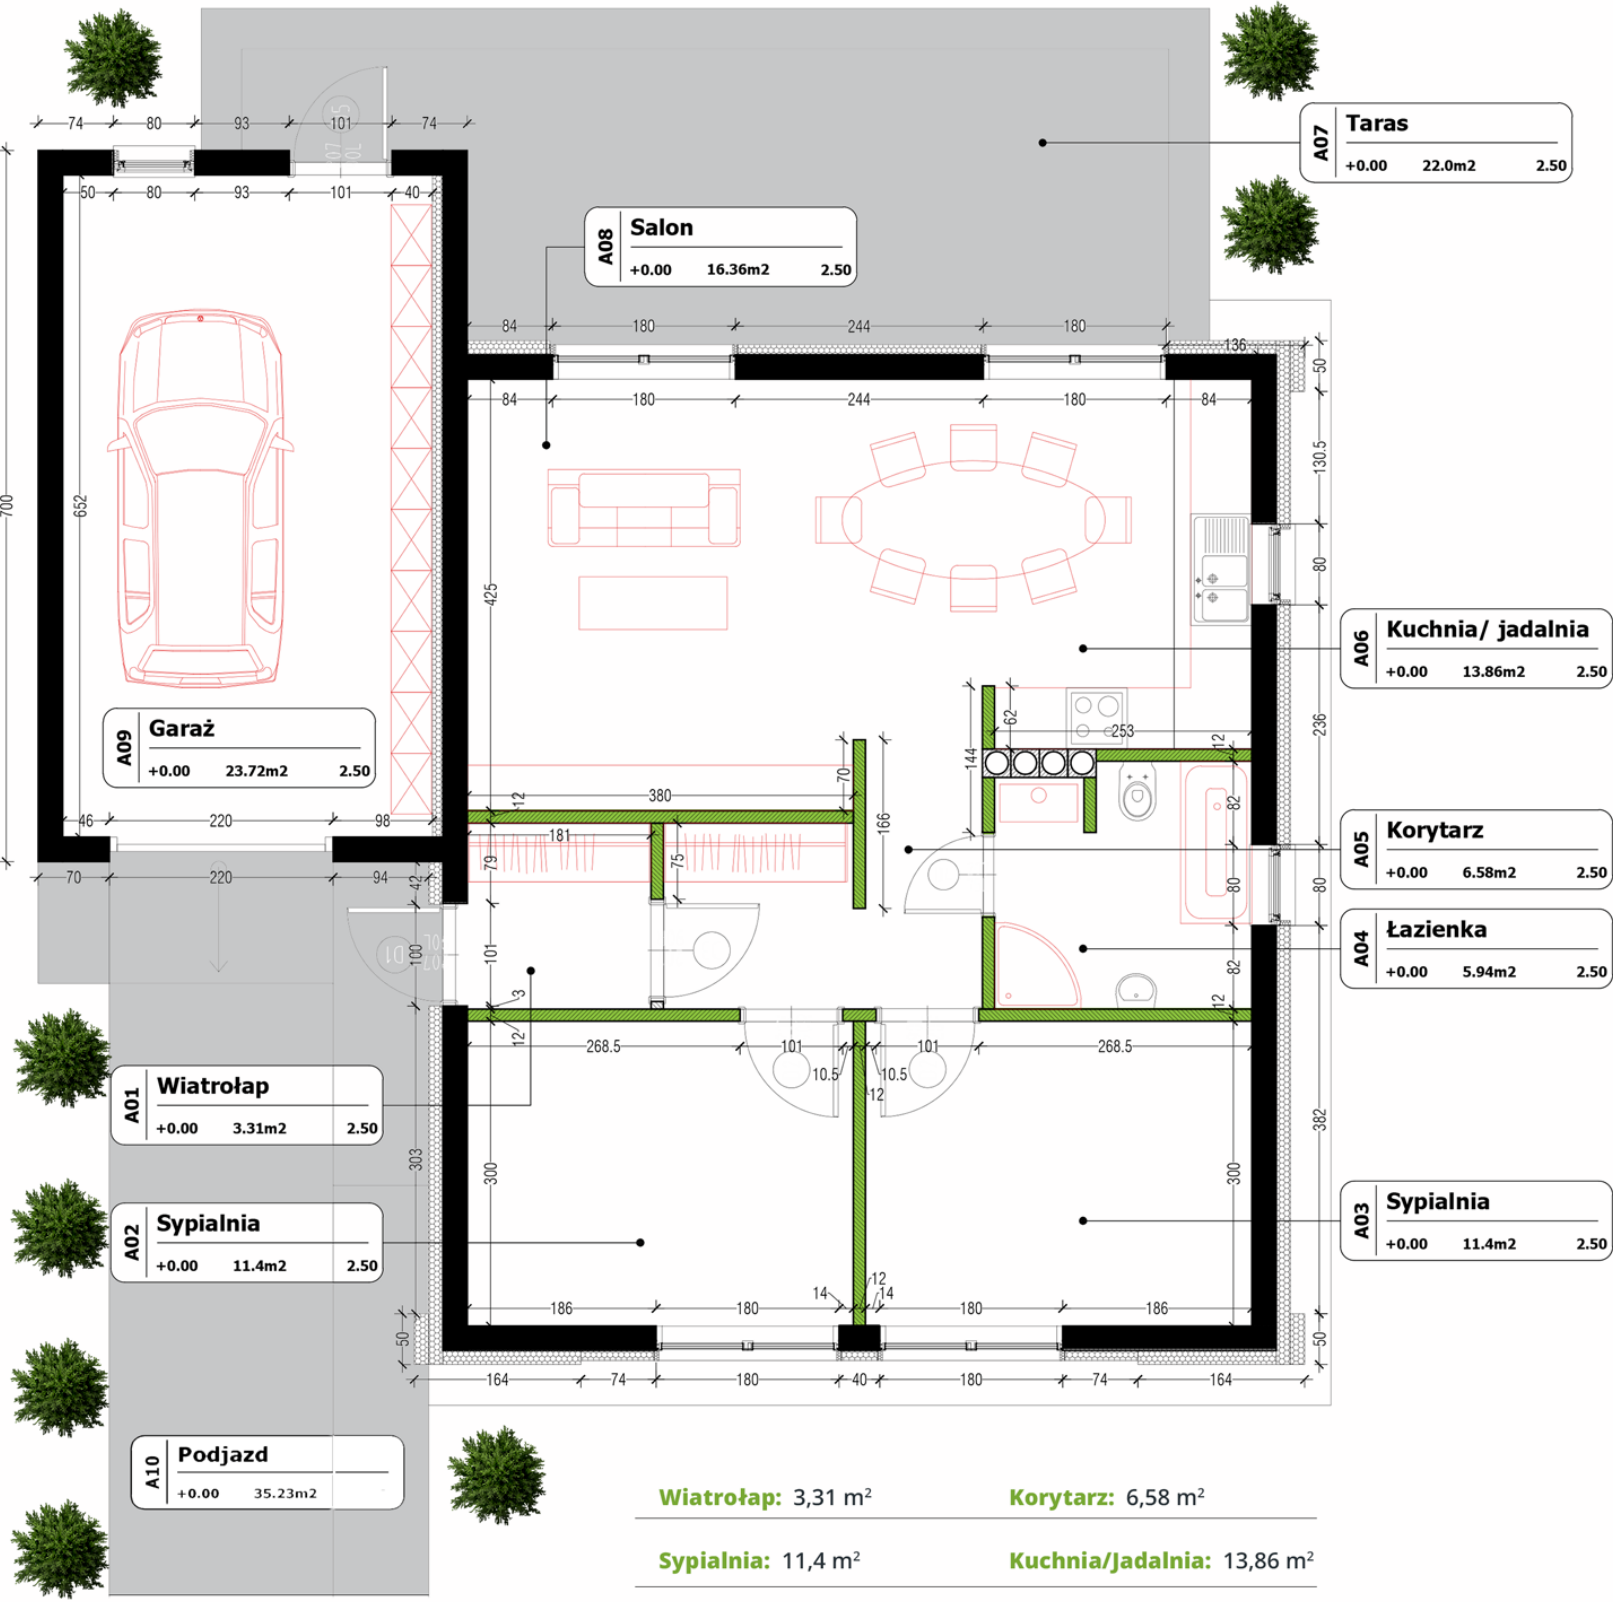 74 80 93 101 74
50 80 93 101 40
A07 Taras
+0.00 22.0m2 2.50
A08 Salon
+0.00 16.36m2 2.50
84 180 244 180 136
50
84 180 244 180 84
130.5
700
652
425
80
A06 Kuchnia/ jadalnia
+0.00 13.86m2 2.50
A09 Garaż
+0.00 23.72m2 2.50
62
253
12
236
144
70
380
12
46 220 98
181
166
82
79
75
A05 Korytarz
+0.00 6.58m2 2.50
70 220 94
42
80
80
A04 Łazienka
+0.00 5.94m2 2.50
D1
100
101
82
3
12
12
268.5 101 101 268.5
10.5 10.5
12
A01 Wiatrołap
+0.00 3.31m2 2.50
303
300
300
382
A02 Sypialnia
+0.00 11.4m2 2.50
A03 Sypialnia
+0.00 11.4m2 2.50
12
14 14
186 180 180 186
50
50
164 74 180 40 180 74 164
A10 Podjazd
+0.00 35.23m2
Wiatrołap: 3,31 m² Korytarz: 6,58 m²
Sypialnia: 11,4 m² Kuchnia/Jadalnia: 13,86 m²